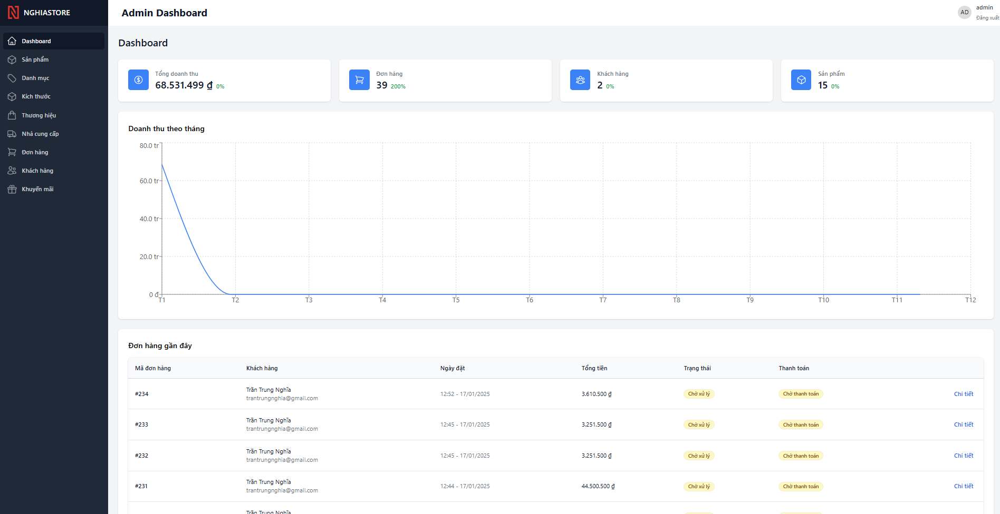 NGHIASTORE
Admin Dashboard
AD
admin
Đăng xuất
Dashboard
Sản phẩm
Danh mục
Kích thước
Thương hiệu
Nhà cung cấp
Đơn hàng
Khách hàng
Khuyến mãi
Dashboard
Tổng doanh thu
68.531.499 ₫ 0%
Đơn hàng
39 200%
Khách hàng
2 0%
Sản phẩm
15 0%
Doanh thu theo tháng
80.0 tr
60.0 tr
40.0 tr
20.0 tr
0 đ
T1 T2 T3 T4 T5 T6 T7 T8 T9 T10 T11 T12
Đơn hàng gần đây
Mã đơn hàng Khách hàng Ngày đặt Tổng tiền Trạng thái Thanh toán
#234 Trần Trung Nghĩa 12:52 - 17/01/2025 3.610.500 ₫ Chờ xử lý Chờ thanh toán Chi tiết
trantrungnghia@gmail.com
#233 Trần Trung Nghĩa 12:45 - 17/01/2025 3.251.500 ₫ Chờ xử lý Chờ thanh toán Chi tiết
trantrungnghia@gmail.com
#232 Trần Trung Nghĩa 12:45 - 17/01/2025 3.251.500 ₫ Chờ xử lý Chờ thanh toán Chi tiết
trantrungnghia@gmail.com
#231 Trần Trung Nghĩa 12:44 - 17/01/2025 44.500.500 ₫ Chờ xử lý Chờ thanh toán Chi tiết
trantrungnghia@gmail.com
Trần Trung Nghĩa